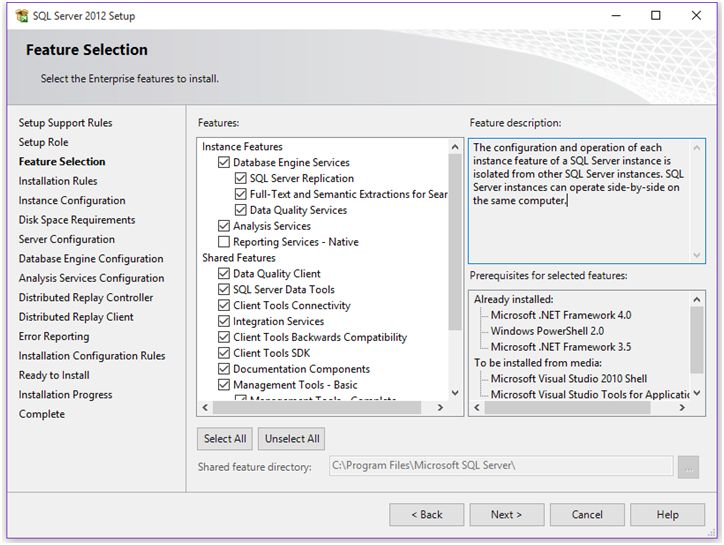 SQL Server 2012 Setup
Feature Selection
Select the Enterprise features to install.
Setup Support Rules
Setup Role
Feature Selection
Installation Rules
Instance Configuration
Disk Space Requirements
Server Configuration
Database Engine Configuration
Analysis Services Configuration
Distributed Replay Controller
Distributed Replay Client
Error Reporting
Installation Configuration Rules
Ready to Install
Installation Progress
Complete
Features:
Instance Features
Database Engine Services
SQL Server Replication
Full-Text and Semantic Extractions for Sear
Data Quality Services
Analysis Services
Reporting Services - Native
Shared Features
Data Quality Client
SQL Server Data Tools
Client Tools Connectivity
Integration Services
Client Tools Backwards Compatibility
Client Tools SDK
Documentation Components
Management Tools - Basic
Management Tools - Complete
Feature description:
The configuration and operation of each
instance feature of a SQL Server instance is
isolated from other SQL Server instances. SQL
Server instances can operate side-by-side on
the same computer.
Prerequisites for selected features:
Already installed:
Microsoft .NET Framework 4.0
Windows PowerShell 2.0
Microsoft .NET Framework 3.5
To be installed from media:
Microsoft Visual Studio 2010 Shell
Microsoft Visual Studio Tools for Applicatic
Select All
Unselect All
Shared feature directory:
C:\Program Files\Microsoft SQL Server\
...
< Back
Next >
Cancel
Help